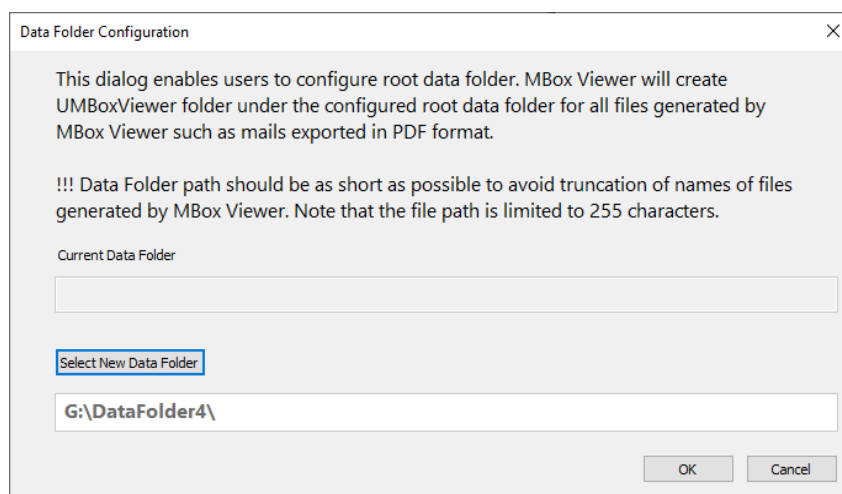 Data Folder Configuration
This dialog enables users to configure root data folder. MBox Viewer will create
UMBoxViewer folder under the configured root data folder for all files generated by
MBox Viewer such as mails exported in PDF format.
!!! Data Folder path should be as short as possible to avoid truncation of names of files
generated by MBox Viewer. Note that the file path is limited to 255 characters.
Current Data Folder
Select New Data Folder
G:\DataFolder4\
OK Cancel